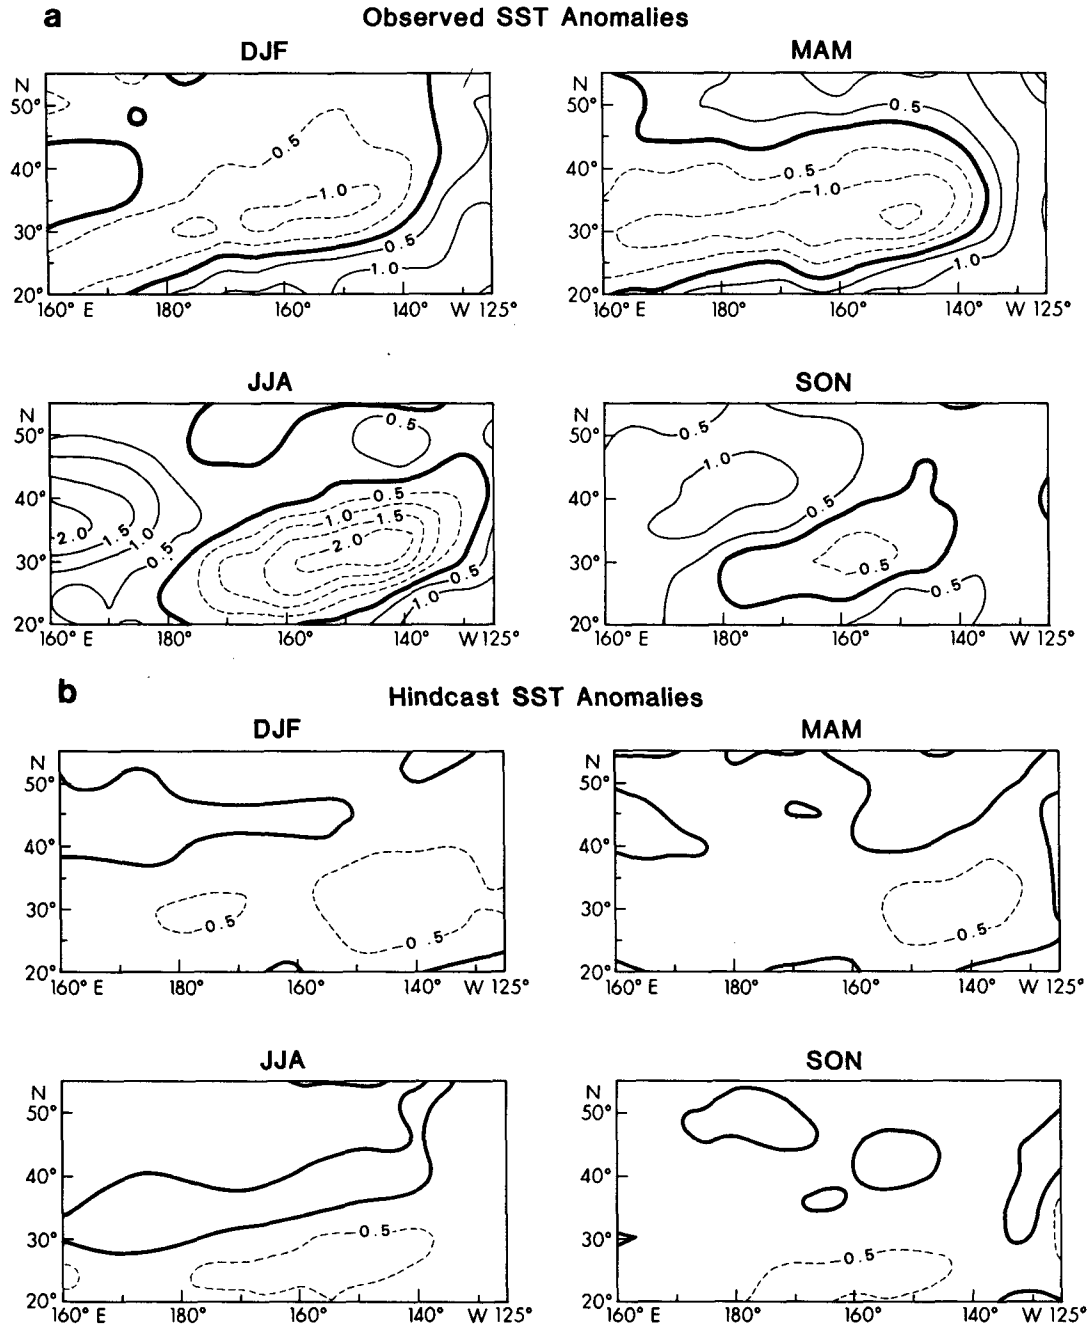 a
Observed SST Anomalies
DJF MAM
N N
50° 50° 0.5
0.5
40° 40° 0.5
1.0 1.0
30° 30°
0.5
1.0 1.0
20° 20°
160° E 180° 160° 140° W 125° 160° E 180° 160° 140° W 125°
JJA SON
N N
50° 0.5 50° 0.5
1.0
40° 0.5 40°
1.0 1.5 0.5
2.0 1.5 1.0 0.5 2.0
30° 30° 0.5
0.5 0.5
1.0
20° 20°
160° E 180° 160° 140° W 125° 160° E 180° 160° 140° W 125°
b
Hindcast SST Anomalies
DJF MAM
N N
50° 50°
40° 40°
30° 30°
0.5 0.5 0.5
20° 20°
160° E 180° 160° 140° W 125° 160° E 180° 160° 140° W 125°
JJA SON
N N
50° 50°
40° 40°
30° 0.5 30°
0.5
20° 20°
160° E 180° 160° 140° W 125° 160° E 180° 160° 140° W 125°